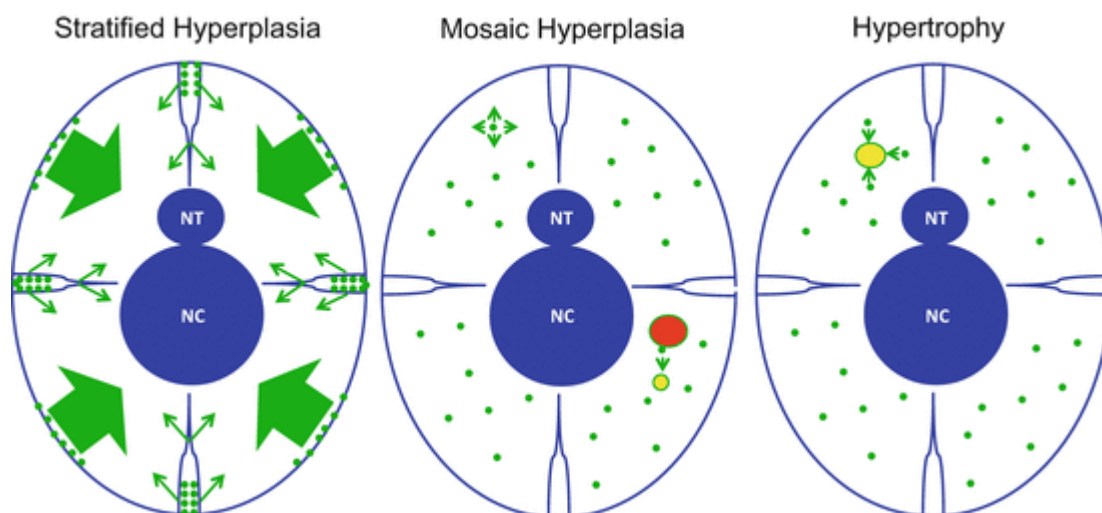 Stratified Hyperplasia
Mosaic Hyperplasia
Hypertrophy
NT
NT
NT
NC
NC
NC